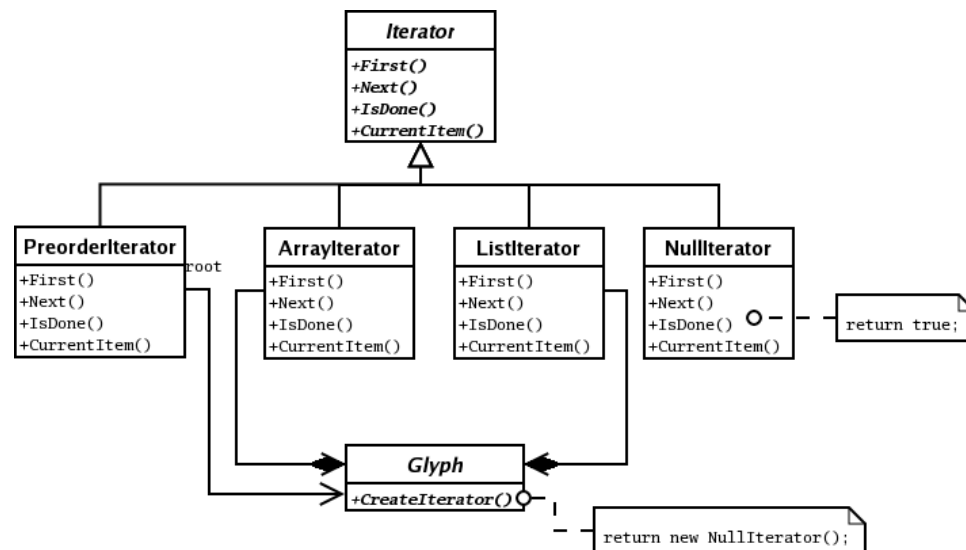 Iterator
+First()
+Next()
+IsDone()
+CurrentItem()
PreorderIterator
+First()
+Next()
+IsDone()
+CurrentItem()
root
ArrayIterator
+First()
+Next()
+IsDone()
+CurrentItem()
ListIterator
+First()
+Next()
+IsDone()
+CurrentItem()
NullIterator
+First()
+Next()
+IsDone()
+CurrentItem()
return true;
Glyph
+CreateIterator()
return new NullIterator();